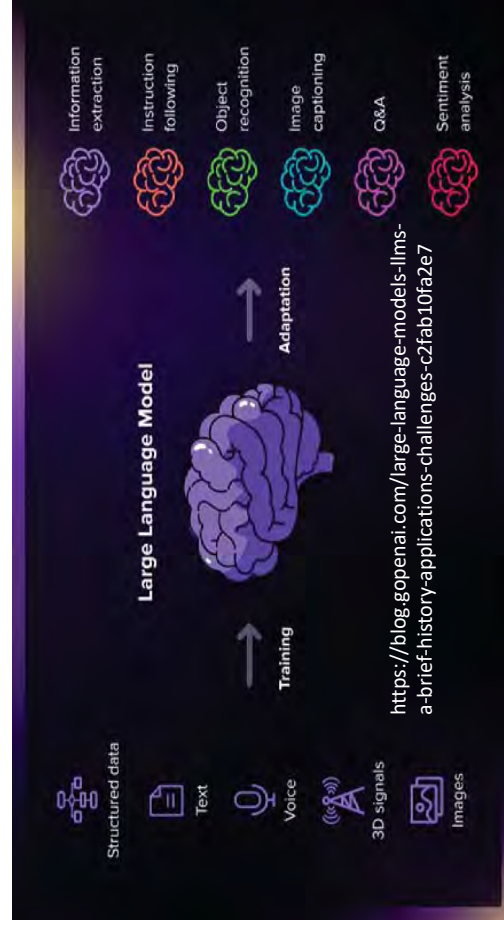 Large Language Model
Structured data
Text
Voice
3D signals
Images
Training
Adaptation
Information
extraction
Instruction
following
Object
recognition
Image
captioning
Q&A
Sentiment
analysis
https://blog.gopenai.com/large-language-models-llms-
a-brief-history-applications-challenges-c2fab10fa2e7